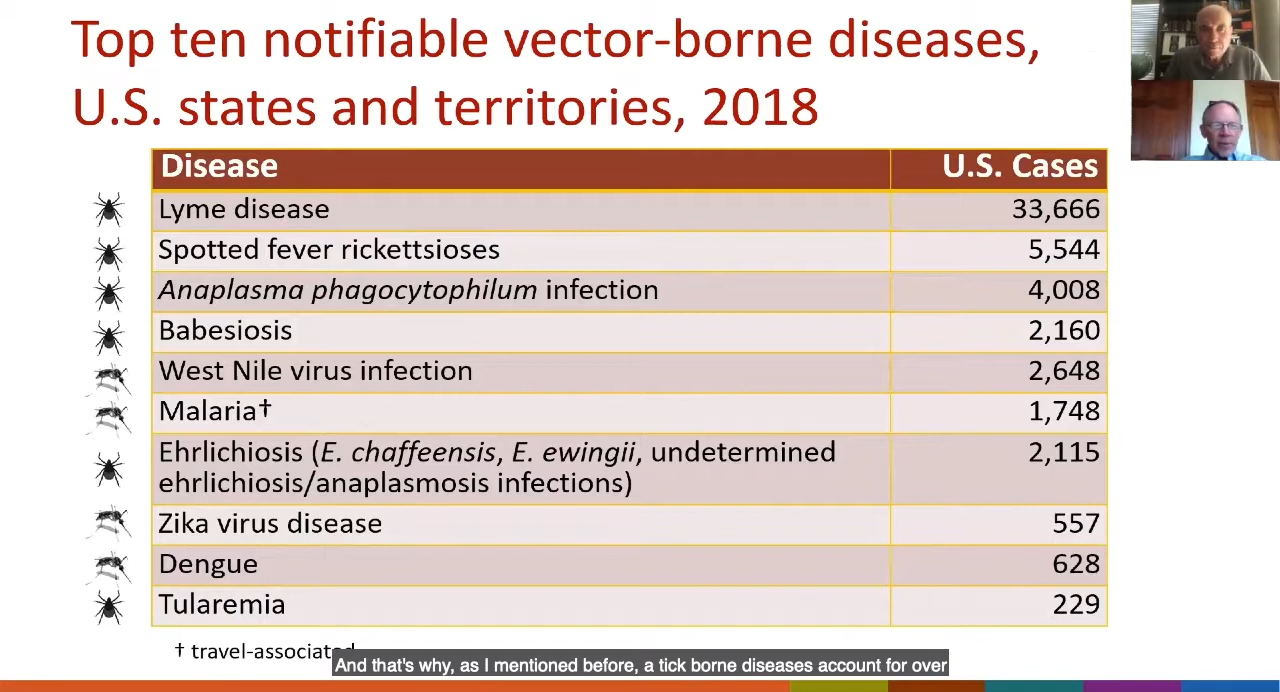 Top ten notifiable vector-borne diseases,
U.S. states and territories, 2018
Disease U.S. Cases
Lyme disease 33,666
Spotted fever rickettsioses 5,544
Anaplasma phagocytophilum infection 4,008
Babesiosis 2,160
West Nile virus infection 2,648
Malaria† 1,748
Ehrlichiosis (E. chaffeensis, E. ewingii, undetermined 2,115
ehrlichiosis/anaplasmosis infections)
Zika virus disease 557
Dengue 628
Tularemia 229
† travel-associated
And that's why, as I mentioned before, a tick borne diseases account for over